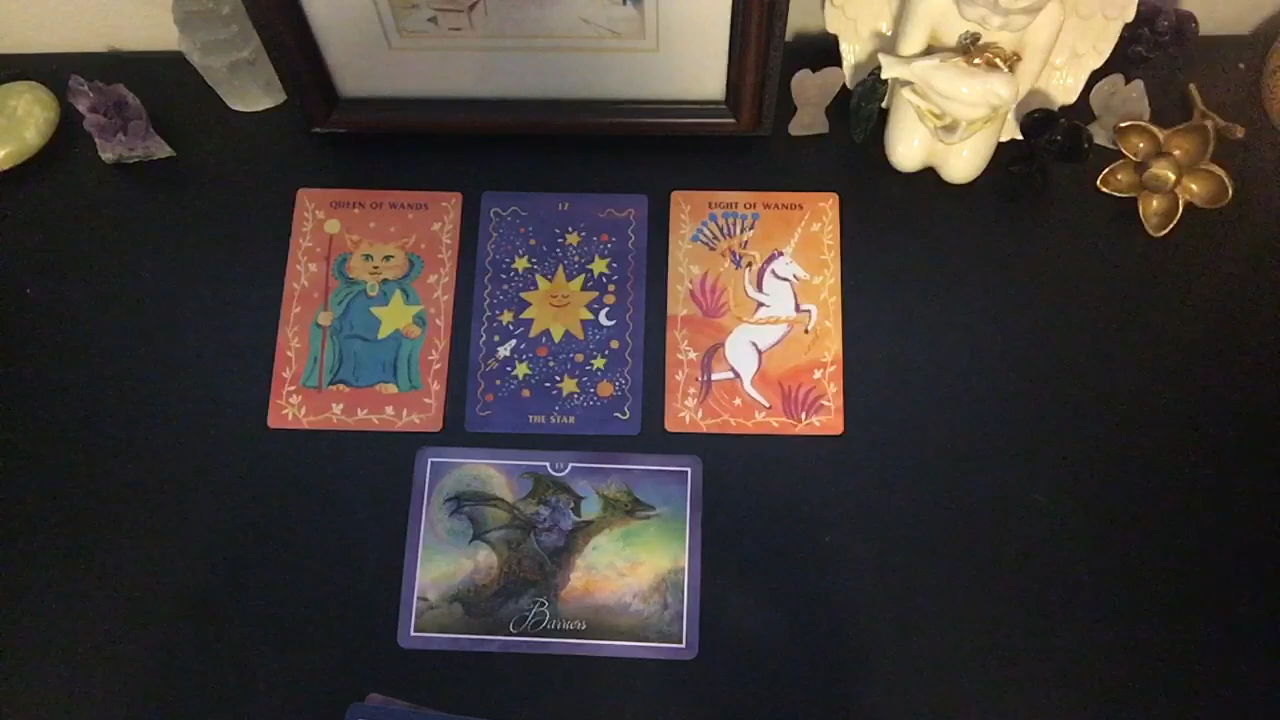 QUEEN OF WANDS
17
THE STAR
EIGHT OF WANDS
Barriers